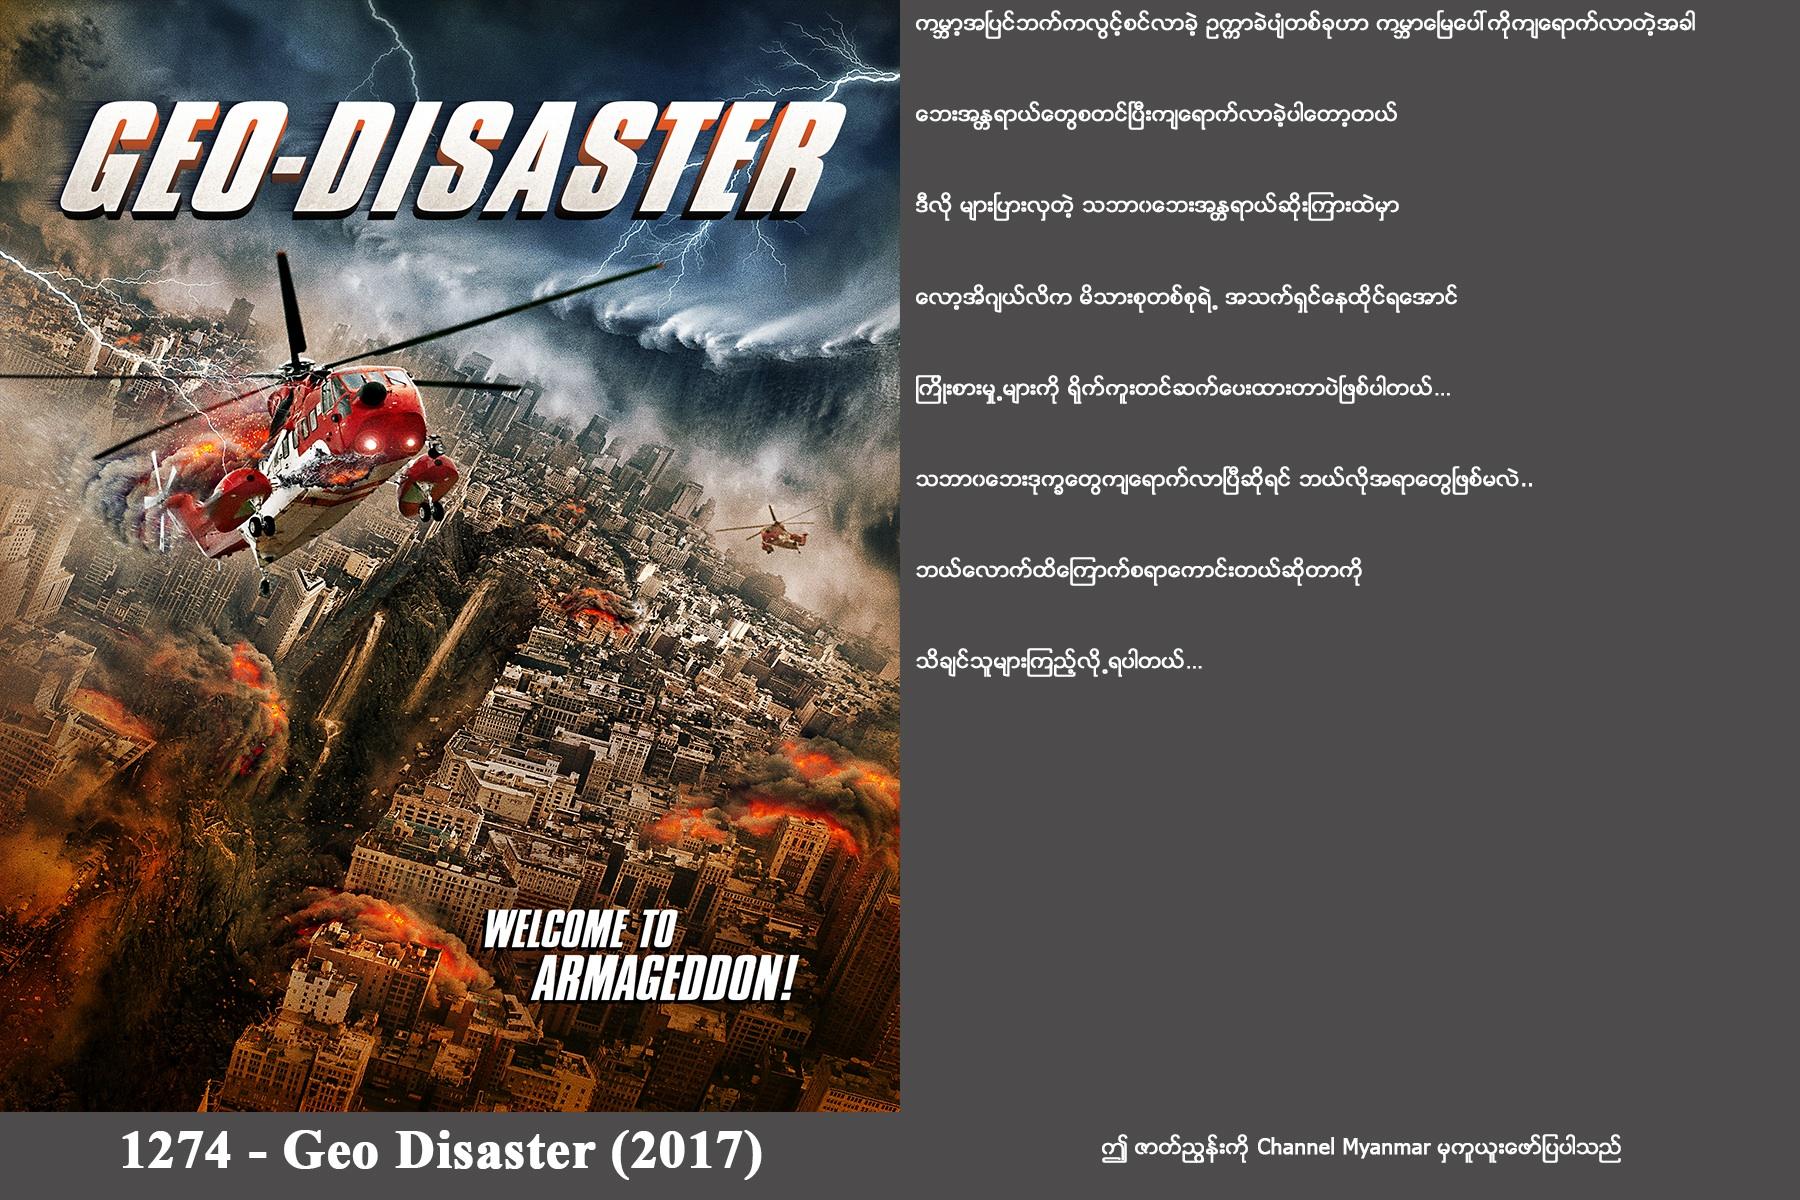 GEO-DISASTER
WELCOME TO
ARMAGEDDON!
1274 - Geo Disaster (2017)
ကမ္ဘာ့အပြင်ဘက်ကလွင့်စင်လာခဲ့ ဥက္ကာခဲပျံတစ်ခုဟာ ကမ္ဘာမြေပေါ်ကိုကျရောက်လာတဲ့အခါ
ဘေးအန္တရာယ်တွေစတင်ပြီးကျရောက်လာခဲ့ပါတော့တယ်
ဒီလို များပြားလှတဲ့ သဘာ၀ဘေးအန္တရာယ်ဆိုးကြားထဲမှာ
လော့အိဂျယ်လိက မိသားစုတစ်စုရဲ့ အသက်ရှင်နေထိုင်ရအောင်
ကြိုးစားမှု့များကို ရိုက်ကူးတင်ဆက်ပေးထားတာပဲဖြစ်ပါတယ်...
သဘာ၀ဘေးဒုက္ခတွေကျရောက်လာပြီဆိုရင် ဘယ်လိုအရာတွေဖြစ်မလဲ..
ဘယ်လောက်ထိကြောက်စရာကောင်းတယ်ဆိုတာကို
သိချင်သူများကြည့်လို့ရပါတယ်...
ဤ ဇာတ်ညွန်းကို Channel Myanmar မှကူယူးဖော်ပြပါသည်